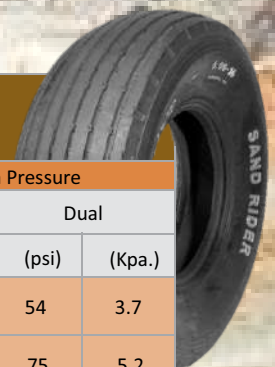 SAND RIDER
Pressure
Dual
(psi) (Kpa.)
54 3.7
75 5.2